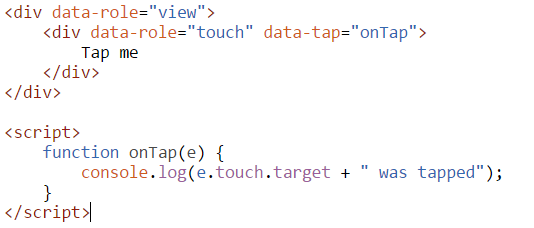 <div data-role="view">
    <div data-role="touch" data-tap="onTap">
        Tap me
    </div>
</div>

<script>
    function onTap(e) {
        console.log(e.touch.target + " was tapped");
    }
</script>